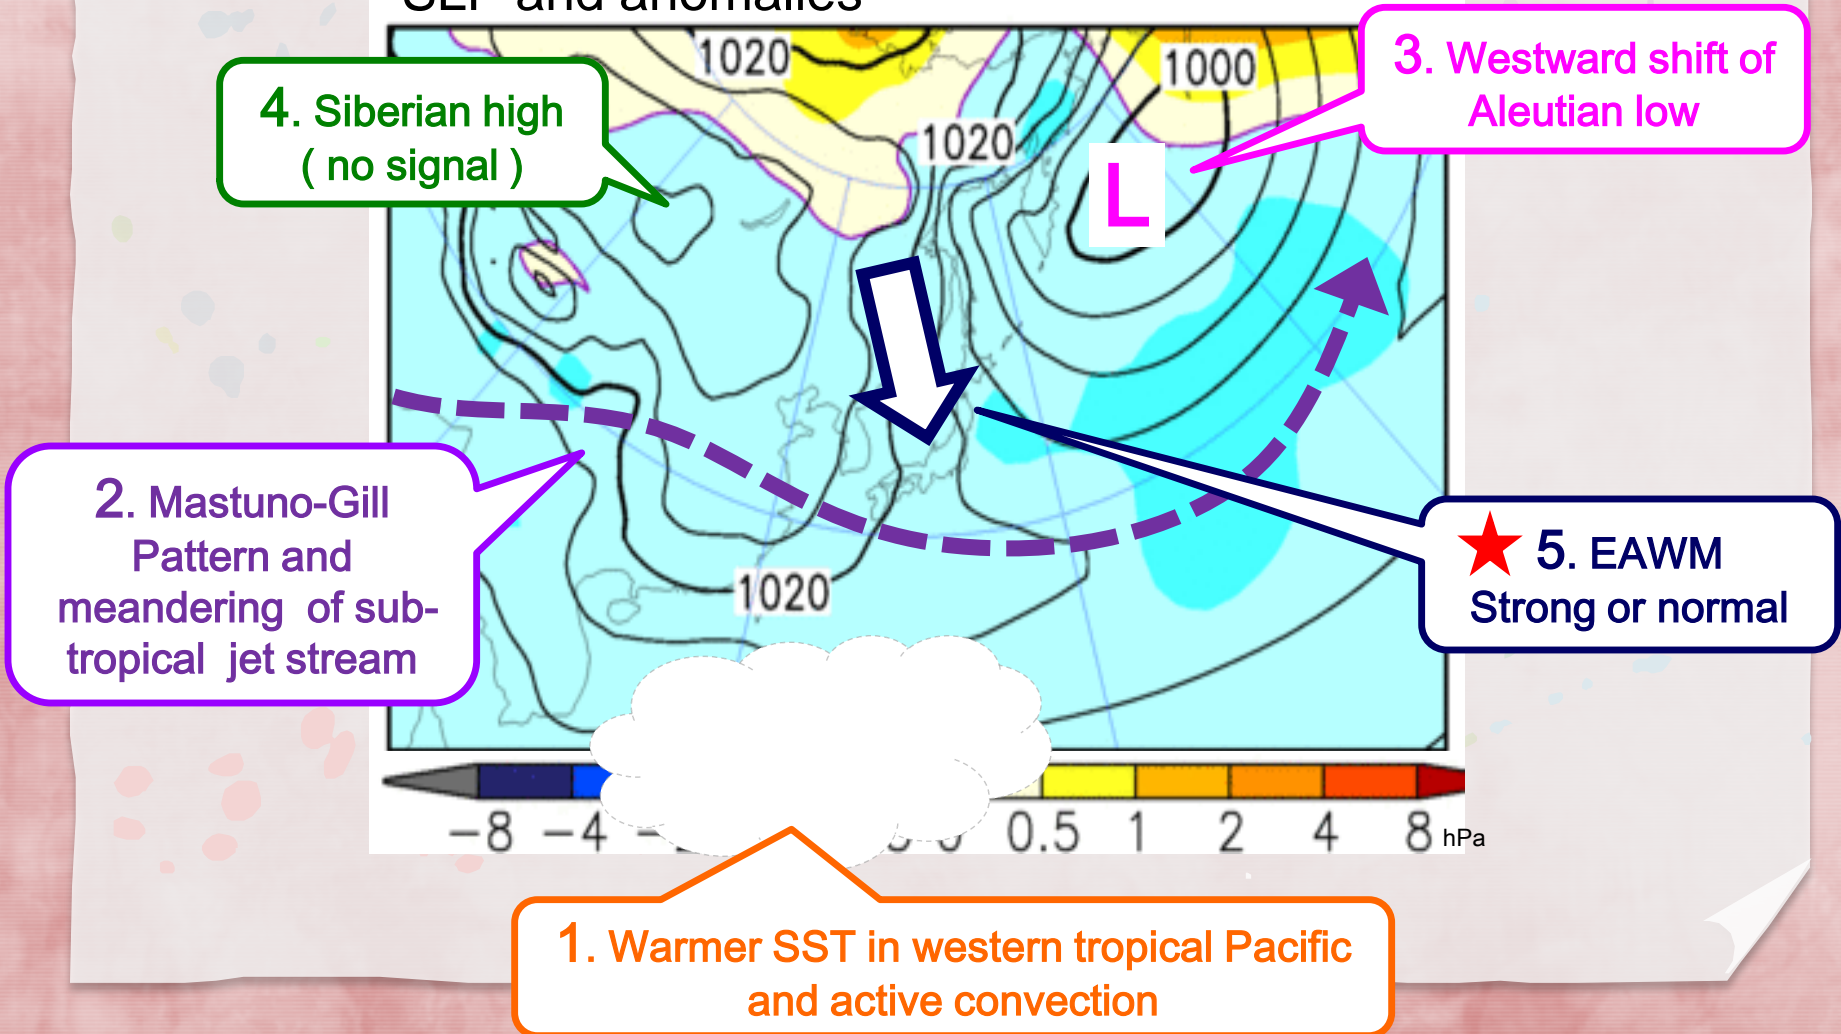 and anomalies
1020
1000
3. Westward shift of
Aleutian low
4. Siberian high
( no signal )
1020
L
2. Mastuno-Gill
Pattern and
meandering of sub-
tropical jet stream
★ 5. EAWM
Strong or normal
1020
−8 −4 0.5 1 2 4 8 hPa
1. Warmer SST in western tropical Pacific
and active convection